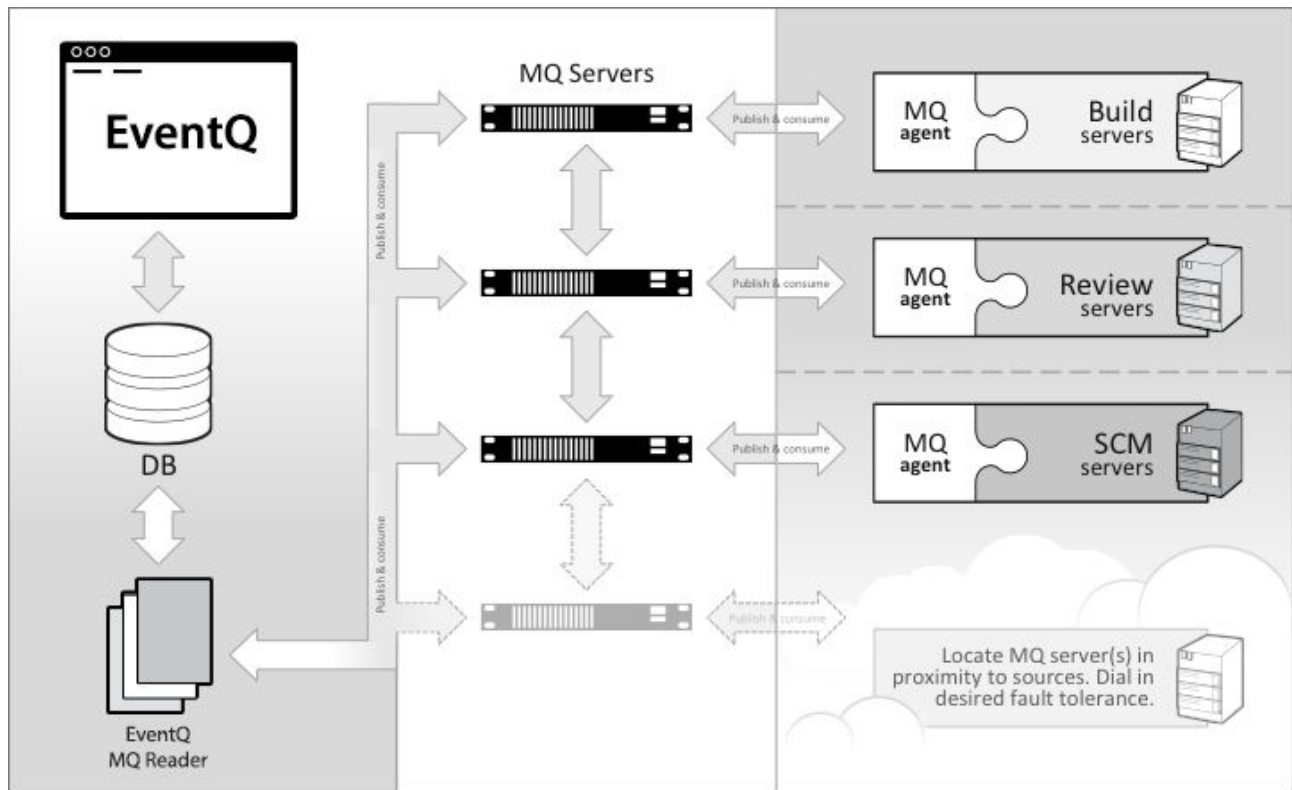 EventQ
DB
EventQ
MQ Reader
Publish & consume
Publish & consume
MQ Servers
Publish & consume
Publish & consume
Publish & consume
Publish & consume
MQ
agent
Build
servers
MQ
agent
Review
servers
MQ
agent
SCM
servers
Locate MQ server(s) in
proximity to sources. Dial in
desired fault tolerance.